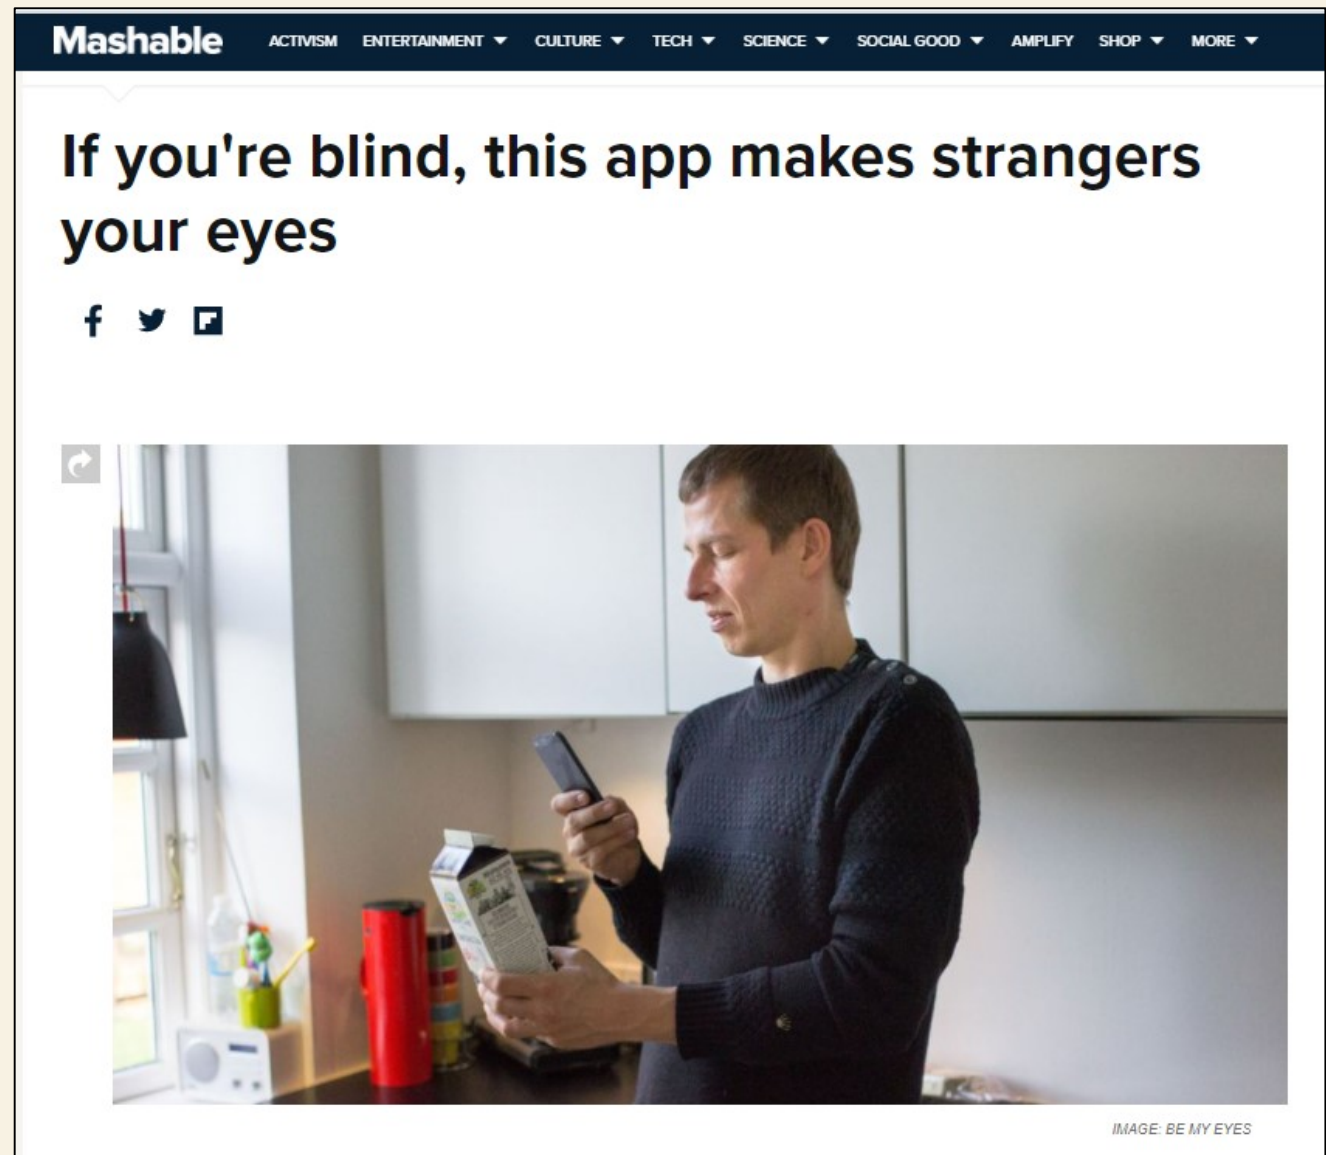 Mashable
ACTIVISM ENTERTAINMENT CULTURE TECH SCIENCE SOCIAL GOOD AMPLIFY SHOP MORE
If you're blind, this app makes strangers
your eyes
IMAGE: BE MY EYES